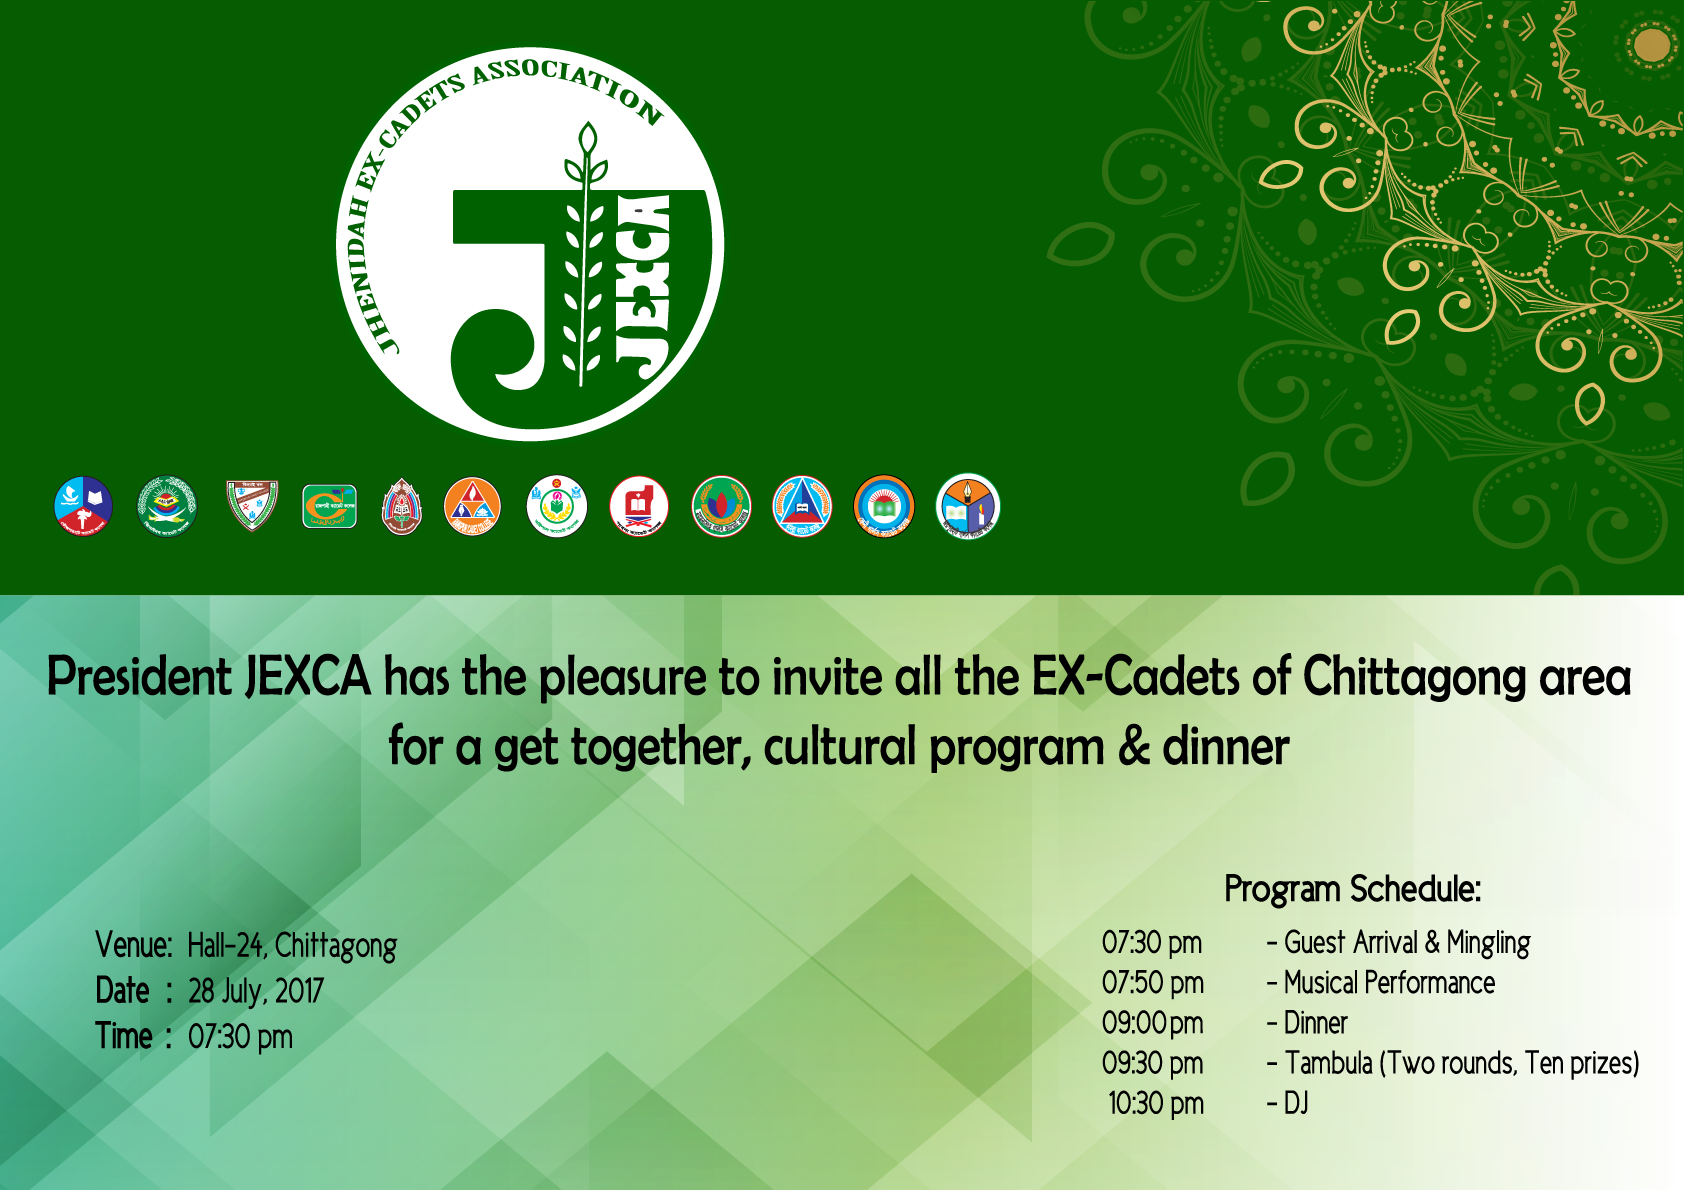 JHENIDAH EX-CADETS ASSOCIATION
JEXCA
President JEXCA has the pleasure to invite all the EX-Cadets of Chittagong area
for a get together, cultural program & dinner
Venue: Hall-24, Chittagong
Date : 28 July, 2017
Time : 07:30 pm
Program Schedule:
07:30 pm - Guest Arrival & Mingling
07:50 pm - Musical Performance
09:00 pm - Dinner
09:30 pm - Tambula (Two rounds, Ten prizes)
10:30 pm - DJ